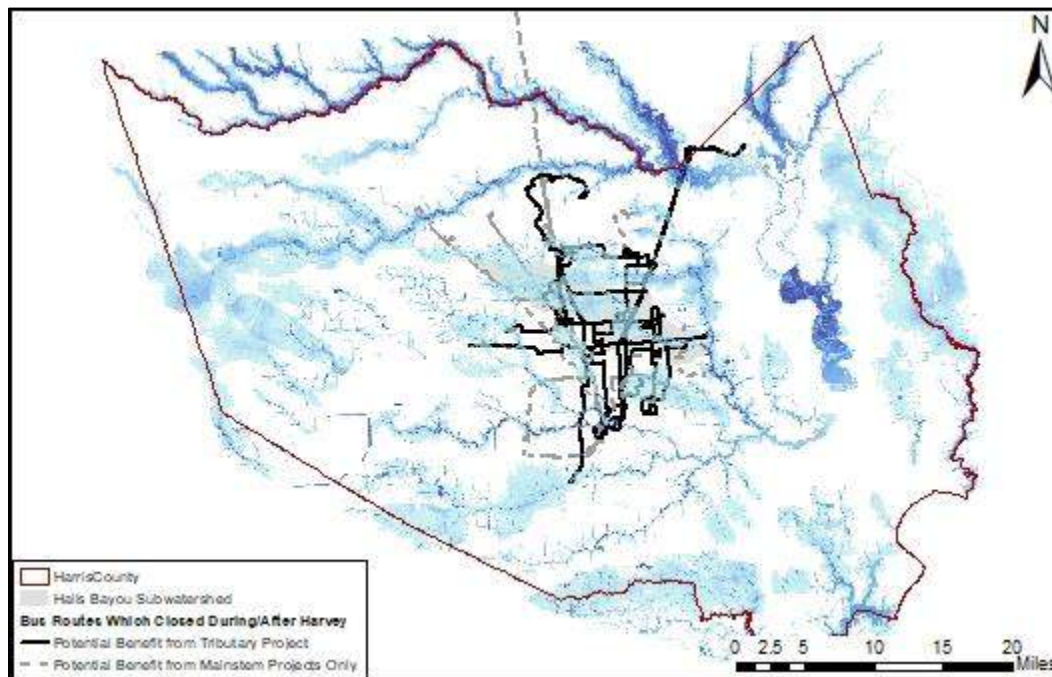 N
HarrisCounty
Halls Bayou Subwatershed
Bus Routes Which Closed During/After Harvey
Potential Benefit from Tributary Project
Potential Benefit from Mainstem Projects Only
0 2.5 5 10 15 20
Miles